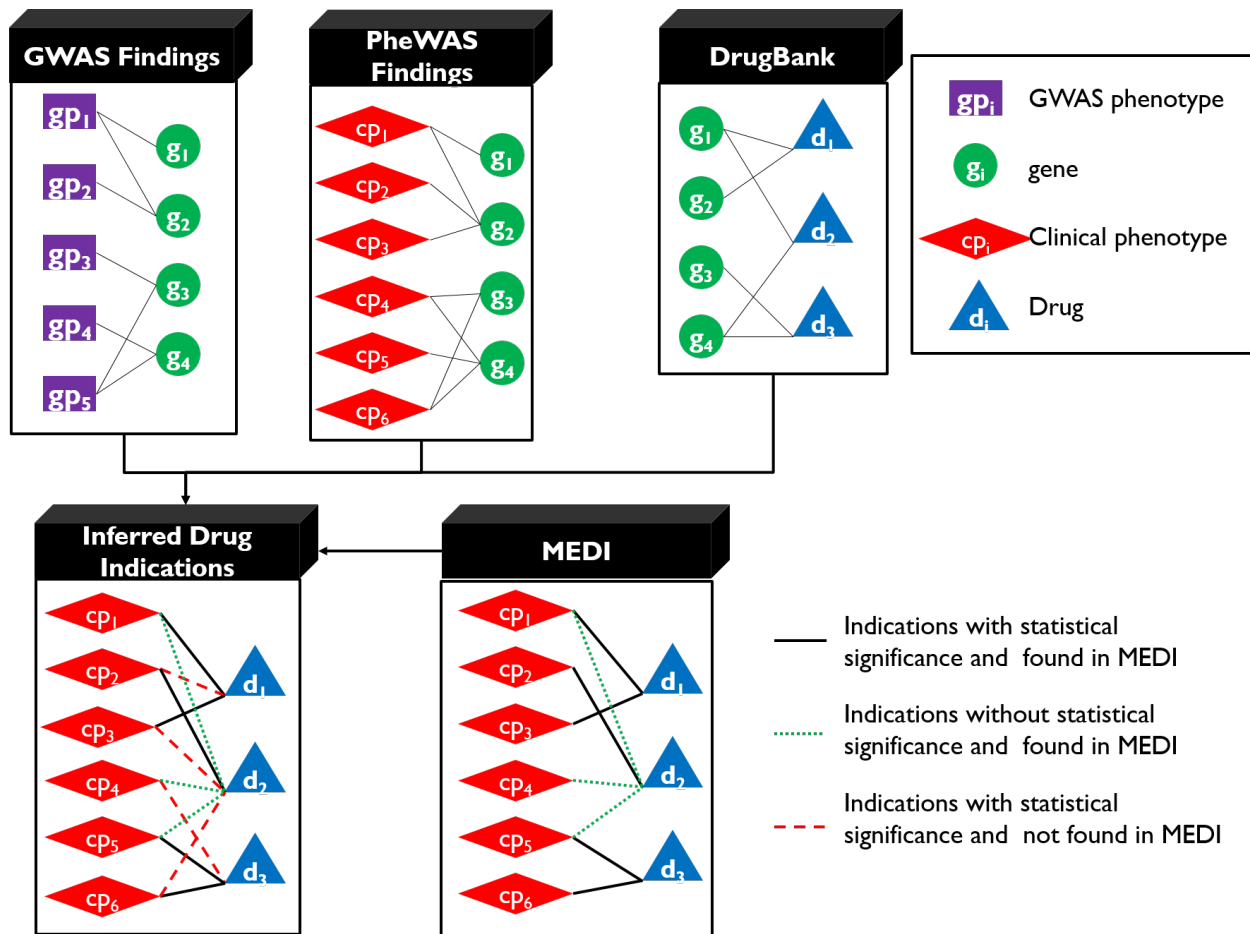 GWAS Findings
gp1
gp2
gp3
gp4
gp5
g1
g2
g3
g4
PheWAS
Findings
cp1
cp2
cp3
cp4
cp5
cp6
g1
g2
g3
g4
DrugBank
g1
g2
g3
g4
d1
d2
d3
gpi GWAS phenotype
gi gene
cpi Clinical phenotype
di Drug
Inferred Drug
Indications
cp1
cp2
cp3
cp4
cp5
cp6
d1
d2
d3
MEDI
cp1
cp2
cp3
cp4
cp5
cp6
d1
d2
d3
Indications with statistical
significance and found in MEDI
Indications without statistical
significance and found in MEDI
Indications with statistical
significance and not found in MEDI